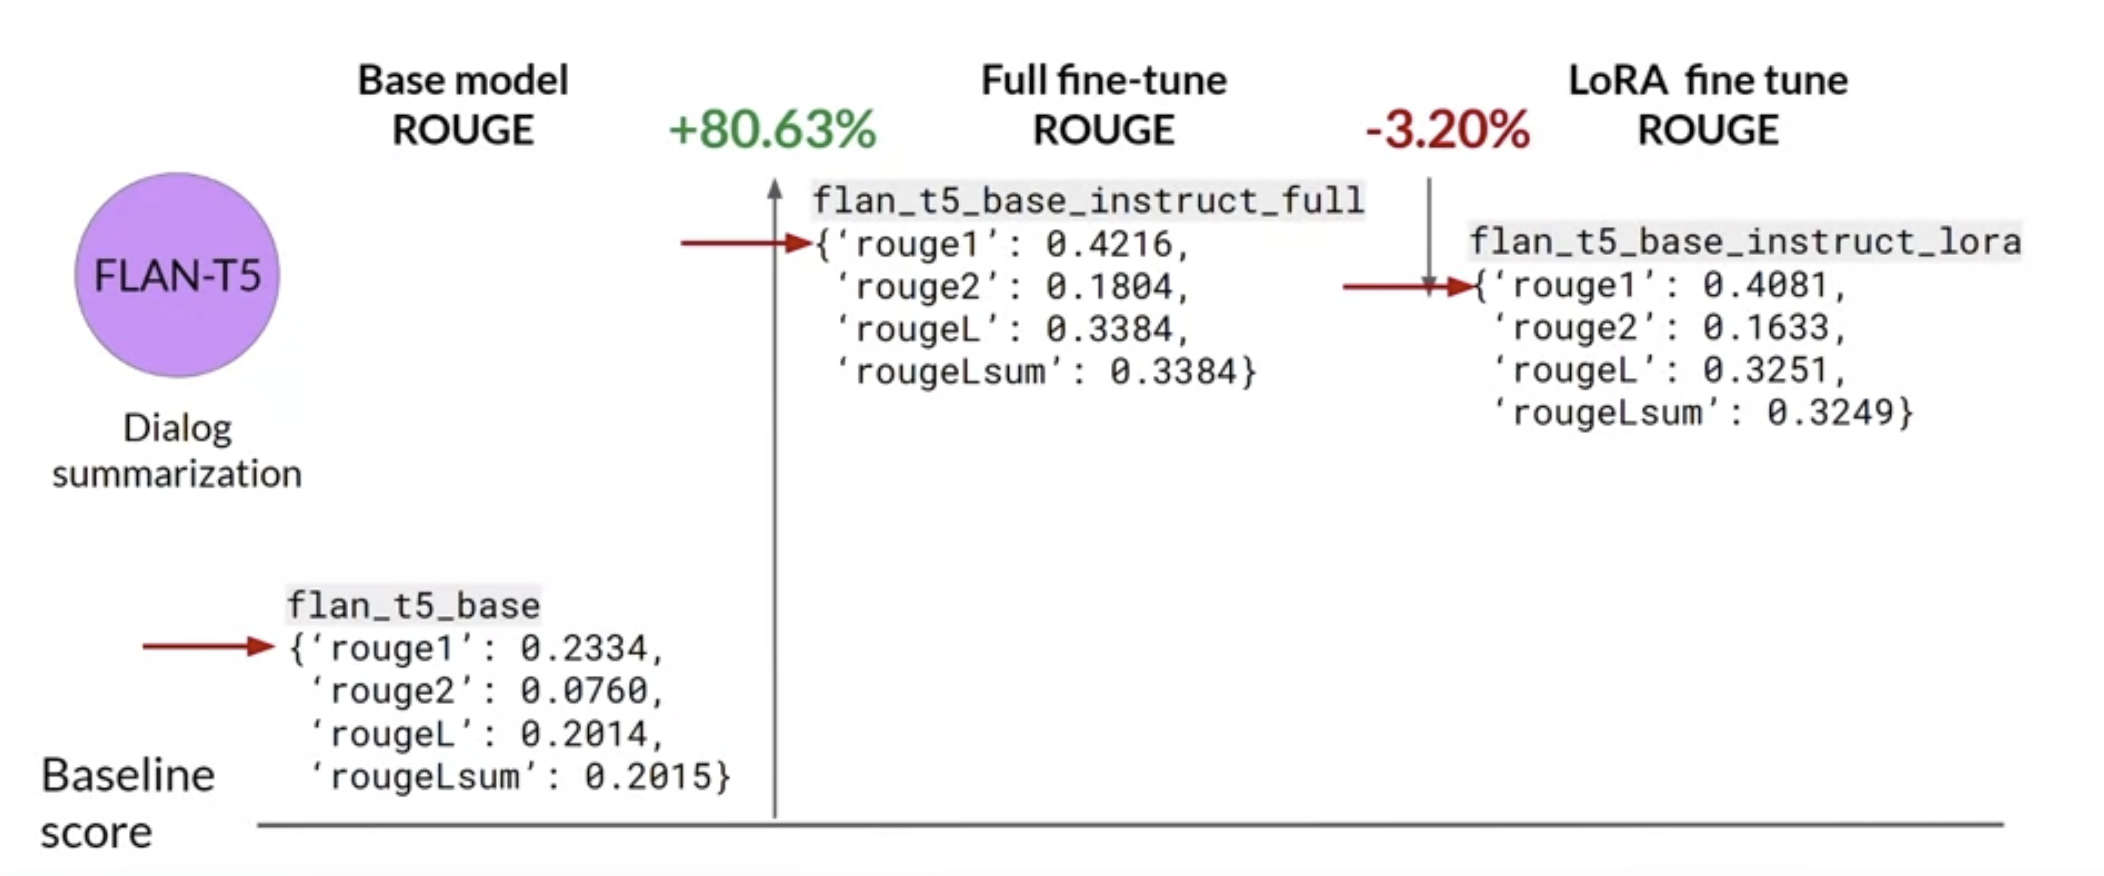 Base model
ROUGE
+80.63%
Full fine-tune
ROUGE
-3.20%
LoRA fine tune
ROUGE
FLAN-T5
Dialog
summarization
flan_t5_base_instruct_full
{‘rouge1’: 0.4216,
‘rouge2’: 0.1804,
‘rougeL’: 0.3384,
‘rougeLsum’: 0.3384}
flan_t5_base_instruct_lora
{‘rouge1’: 0.4081,
‘rouge2’: 0.1633,
‘rougeL’: 0.3251,
‘rougeLsum’: 0.3249}
flan_t5_base
{‘rouge1’: 0.2334,
‘rouge2’: 0.0760,
‘rougeL’: 0.2014,
‘rougeLsum’: 0.2015}
Baseline
score